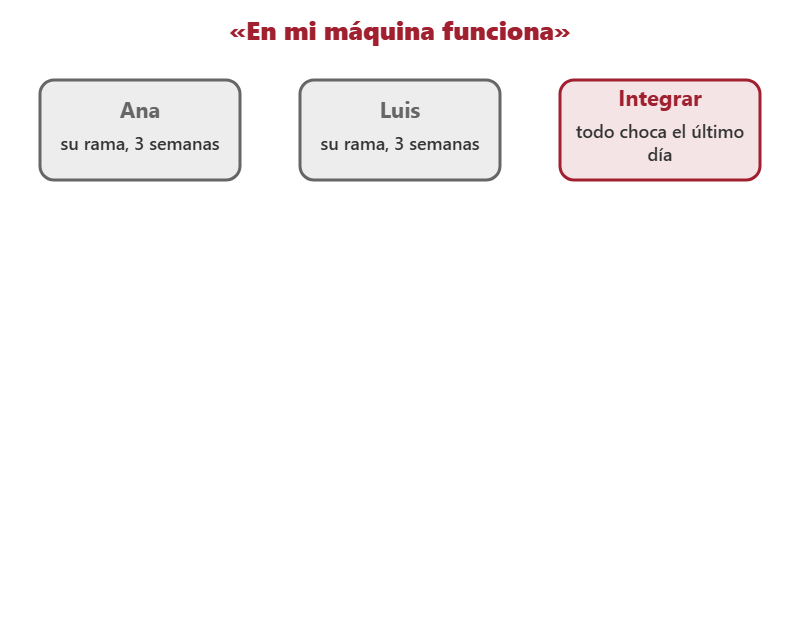 «En mi máquina funciona»
Ana
su rama, 3 semanas
Luis
su rama, 3 semanas
Integrar
todo choca el último
día